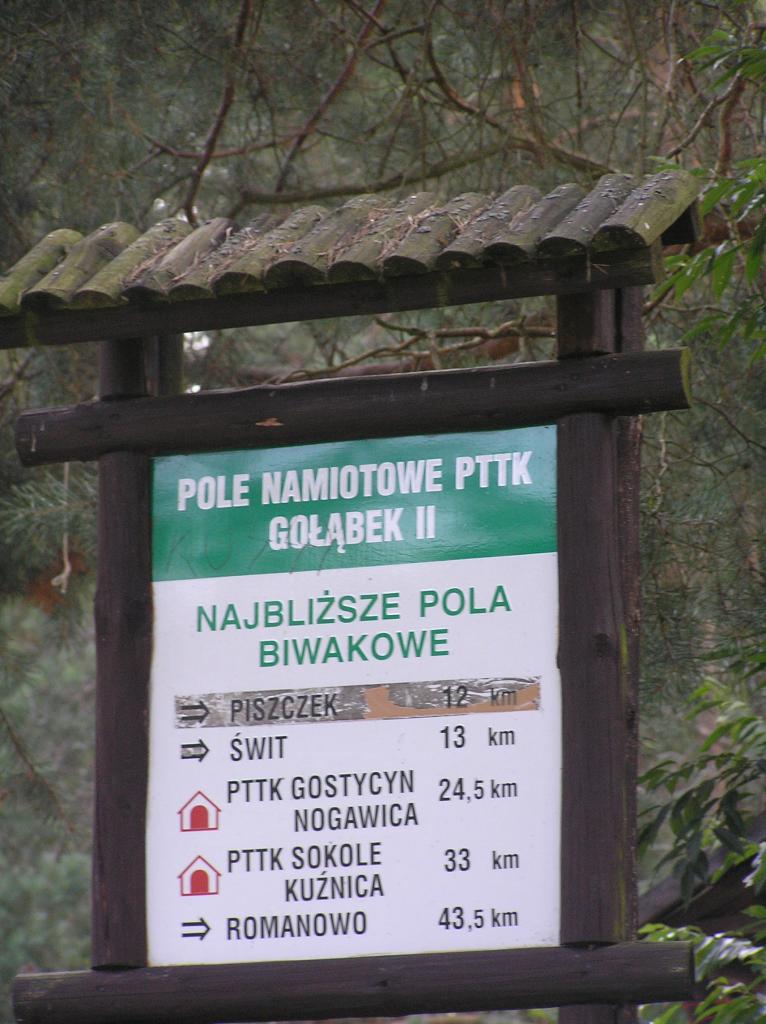 POLE NAMIOTOWE PTTK
GOŁĄBEK II
NAJBLIŻSZE POLA
BIWAKOWE
⇒ PISZCZEK 12 km
⇒ ŚWIT 13 km
PTTK GOSTYCYN 24,5 km
NOGAWICA
PTTK SOKOLE 33 km
KUŹNICA
⇒ ROMANOWO 43,5 km